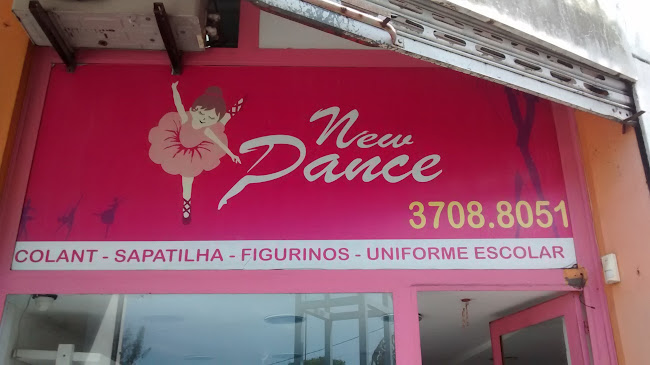 New
Dance
3708.8051
COLANT - SAPATILHA - FIGURINOS - UNIFORME ESCOLAR